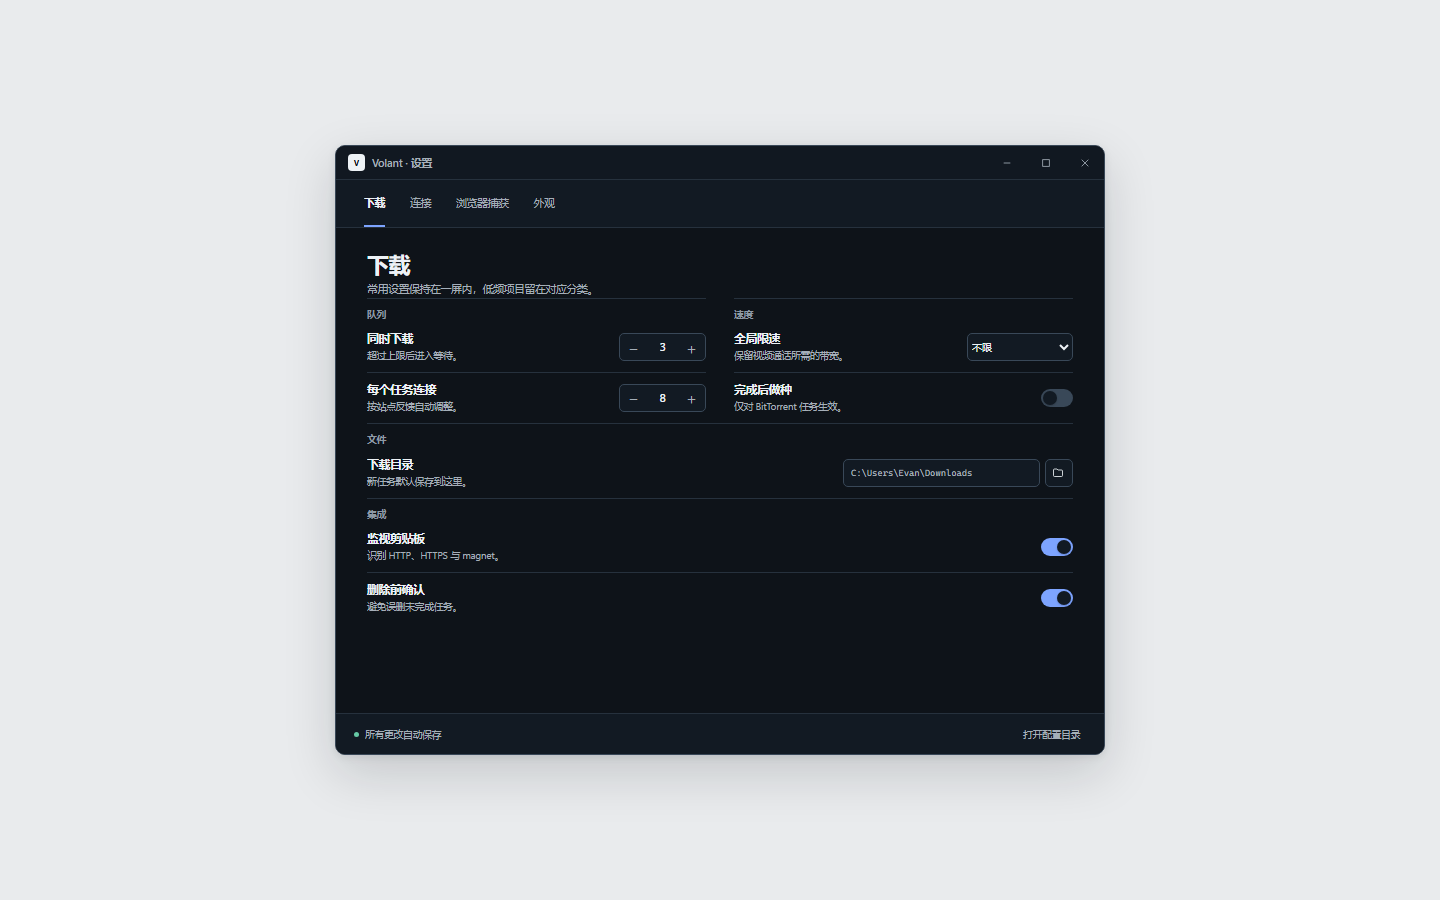 V Volant · 设置
下载 连接 浏览器捕获 外观
下载
常用设置保持在一屏内，低频项目留在对应分类。
队列
同时下载
超过上限后进入等待。
− 3 +
每个任务连接
按站点反馈自动调整。
− 8 +
速度
全局限速
保留视频通话所需的带宽。
不限
完成后做种
仅对 BitTorrent 任务生效。
文件
下载目录
新任务默认保存到这里。
C:\Users\Evan\Downloads
集成
监视剪贴板
识别 HTTP、HTTPS 与 magnet。
删除前确认
避免误删未完成任务。
所有更改自动保存
打开配置目录